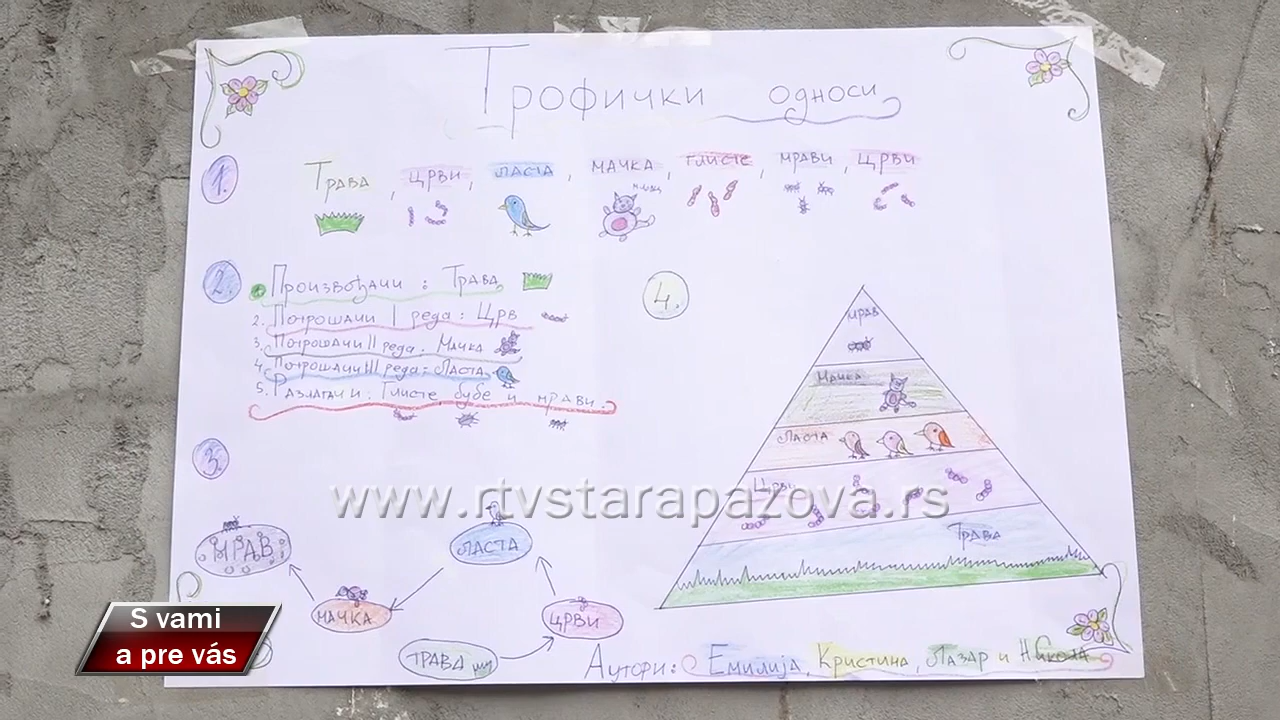 Трофички односи
1.
Трава, црви, ласта, мачка, глисте, мрави, црви
2.
1. Произвођачи: Трава
2. Потрошачи I реда: Црв
3. Потрошачи II реда: Мачка
4. Потрошачи III реда: Ласта
5. Разлагачи: Глисте бубе и мрави.
4.
мрав
Мачка
Ласта
Црви
Трава
3.
МРАВ
ЛАСТА
МАЧКА
ЦРВИ
ТРАВА
Аутори: Емилија, Кристина, Лазар и Никола
www.rtvstarapazova.rs
S vami
a pre vás